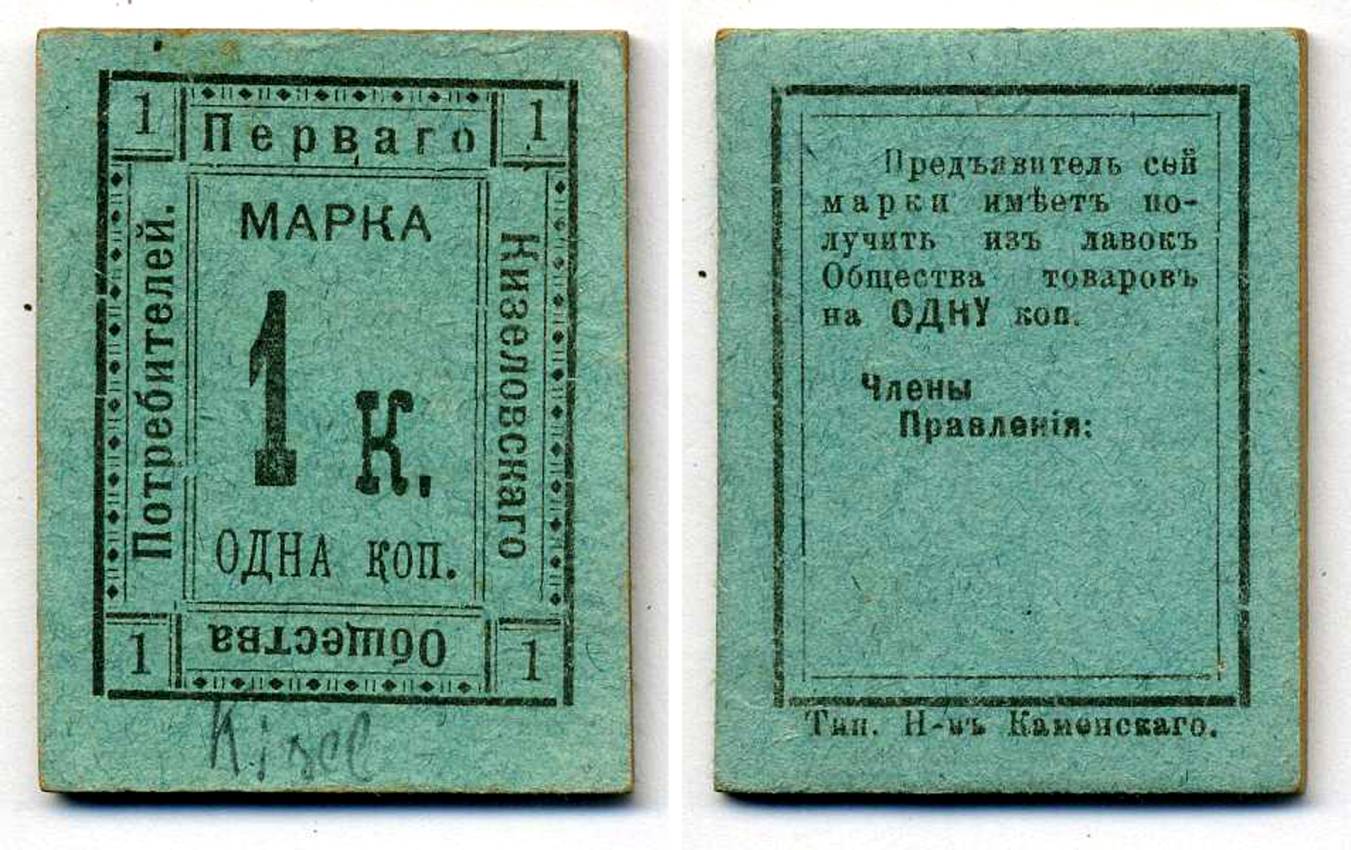 1
Перваго
1
Кизеловскаго
Общества
Потребителей.
МАРКА
1 к.
ОДНА коп.
1
1
Kisel
Предъявитель сей
марки имѣетъ по-
лучить изъ лавокъ
Общества товаровъ
на ОДНУ коп.
Члены
Правленія:
Тип. Н-въ Каменскаго.